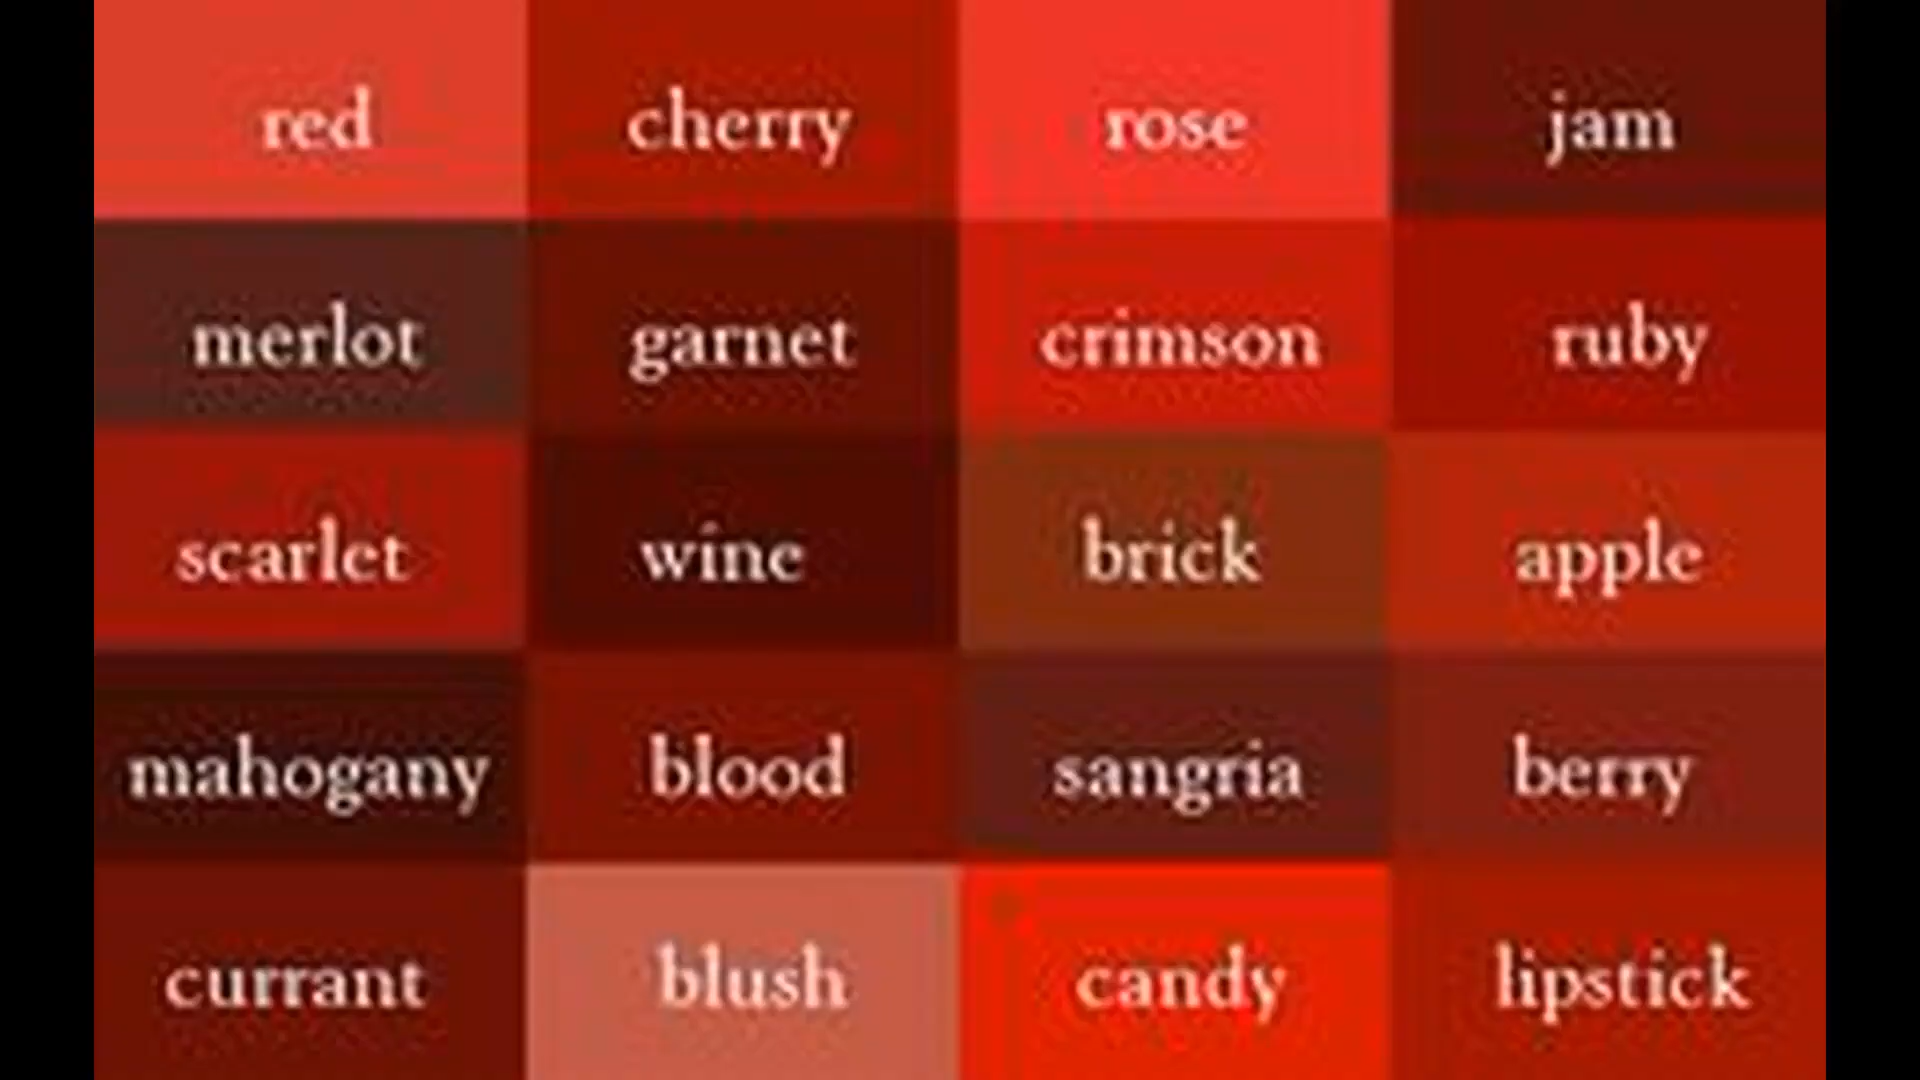 red cherry rose jam
merlot garnet crimson ruby
scarlet wine brick apple
mahogany blood sangria berry
currant blush candy lipstick